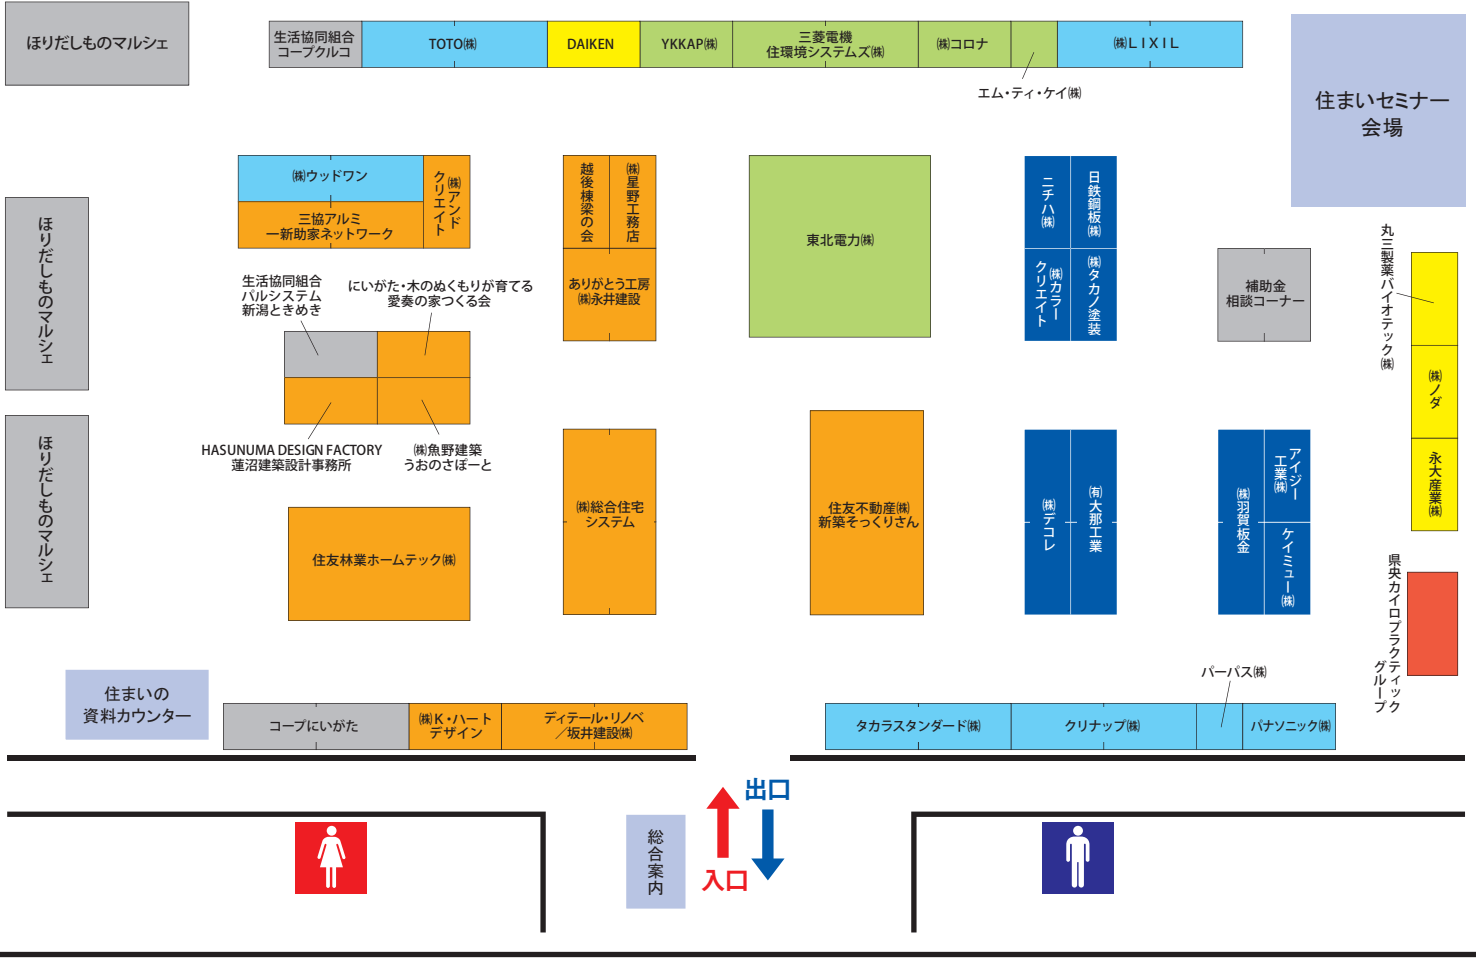 ほりだしものマルシェ
生活協同組合
コープクルコ
TOTO㈱
DAIKEN
YKKAP㈱
三菱電機
住環境システムズ㈱
㈱コロナ
エム・ティ・ケイ㈱
㈱LIXIL
住まいセミナー
会場
ほりだしものマルシェ
㈱ウッドワン
三協アルミ
一新助家ネットワーク
㈱アンド
クリエイト
越後棟梁の会
㈱星野工務店
ありがとう工房
㈱永井建設
東北電力㈱
ニチハ㈱
日鉄鋼板㈱
㈱カラー
クリエイト
㈱タカノ塗装
補助金
相談コーナー
丸三製薬バイオテック㈱
㈱ノダ
永大産業㈱
生活協同組合
パルシステム
新潟ときめき
にいがた・木のぬくもりが育てる
愛奏の家つくる会
HASUNUMA DESIGN FACTORY
蓮沼建築設計事務所
㈱魚野建築
うおのさぽーと
ほりだしものマルシェ
住友林業ホームテック㈱
㈱総合住宅
システム
住友不動産㈱
新築そっくりさん
㈱デコレ
㈲大那工業
㈱羽賀板金
アイジー
工業㈱
ケイミュー㈱
県央カイロプラクティック
グループ
住まいの
資料カウンター
コープにいがた
㈱K・ハート
デザイン
ディテール・リノベ
／坂井建設㈱
タカラスタンダード㈱
クリナップ㈱
パーパス㈱
パナソニック㈱
総合案内
入口
出口